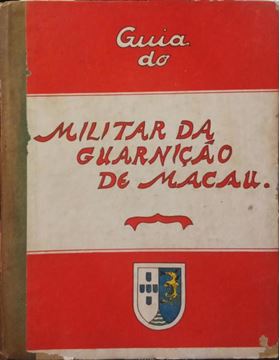 Guia
do
MILITAR DA
GUARNIÇÃO
DE MACAU.